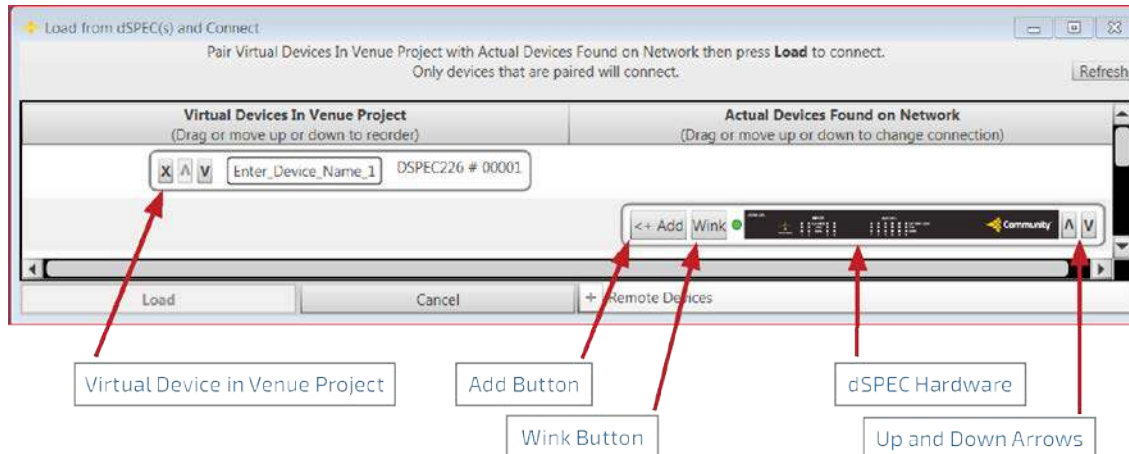 Load from dSPEC(s) and Connect
Pair Virtual Devices In Venue Project with Actual Devices Found on Network then press Load to connect.
Only devices that are paired will connect.
Refresh
Virtual Devices In Venue Project
(Drag or move up or down to reorder)
Actual Devices Found on Network
(Drag or move up or down to change connection)
X Λ V Enter_Device_Name_1 DSPEC226 # 00001
<+ Add Wink Community Λ V
Load Cancel + Remote Devices
Virtual Device in Venue Project
Add Button
dSPEC Hardware
Wink Button
Up and Down Arrows